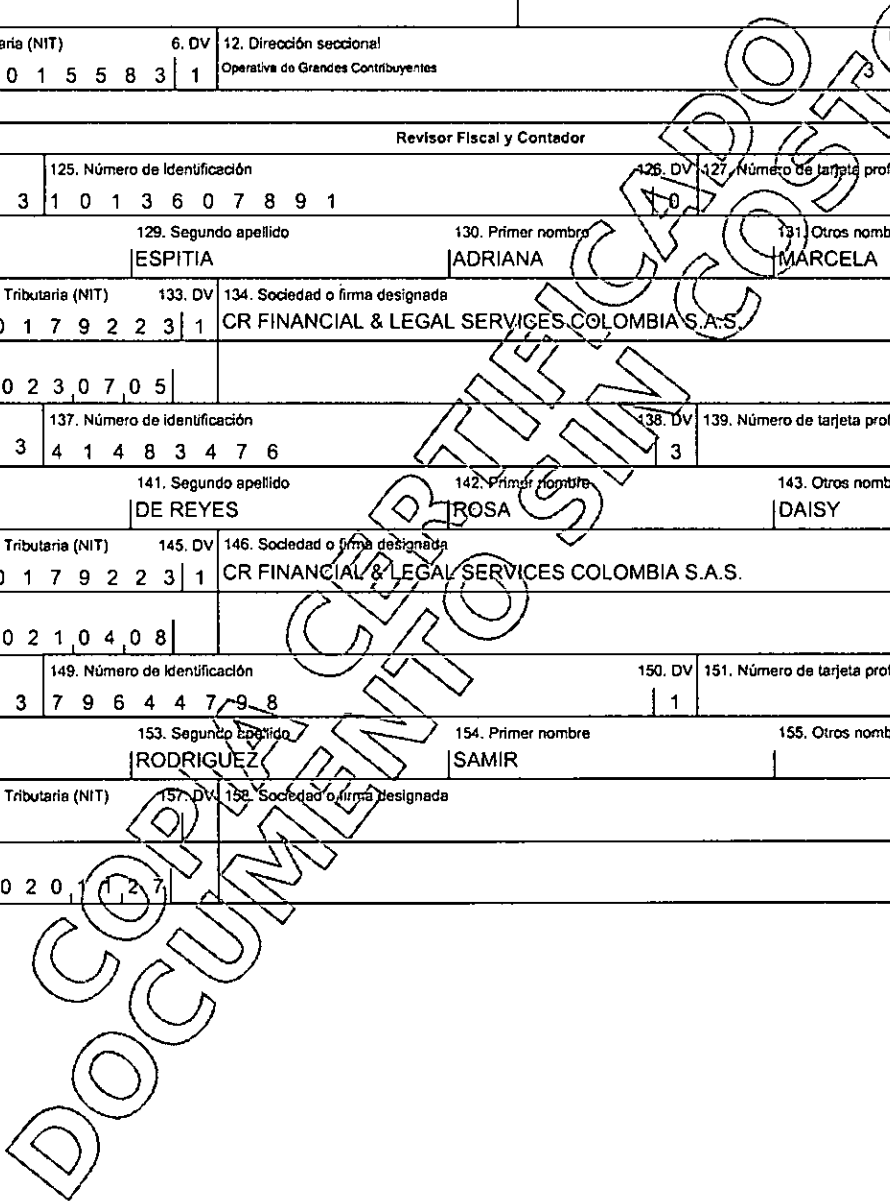 aria (NIT) 6. DV 12. Dirección seccional
0 1 5 5 8 3 1 Operativa de Grandes Contribuyentes 3
Revisor Fiscal y Contador
125. Número de Identificación 126. DV 127. Número de tarjeta prof
3 1 0 1 3 6 0 7 8 9 1 0
129. Segundo apellido 130. Primer nombre 131. Otros nomb
ESPITIA ADRIANA MARCELA
Tributaria (NIT) 133. DV 134. Sociedad o firma designada
0 1 7 9 2 2 3 1 CR FINANCIAL & LEGAL SERVICES COLOMBIA S.A.S.
0 2 3 0 7 0 5
137. Número de identificación 138. DV 139. Número de tarjeta prof
3 4 1 4 8 3 4 7 6 3
141. Segundo apellido 142. Primer nombre 143. Otros nomb
DE REYES ROSA DAISY
Tributaria (NIT) 145. DV 146. Sociedad o firma designada
0 1 7 9 2 2 3 1 CR FINANCIAL & LEGAL SERVICES COLOMBIA S.A.S.
0 2 1 0 4 0 8
149. Número de identificación 150. DV 151. Número de tarjeta prof
3 7 9 6 4 4 7 9 8 1
153. Segundo apellido 154. Primer nombre 155. Otros nomb
RODRIGUEZ SAMIR
Tributaria (NIT) 157. DV 158. Sociedad o firma designada
0 2 0 1 1 2 7
COPIA CERTIFICADO
DOCUMENTO SIN COSTO